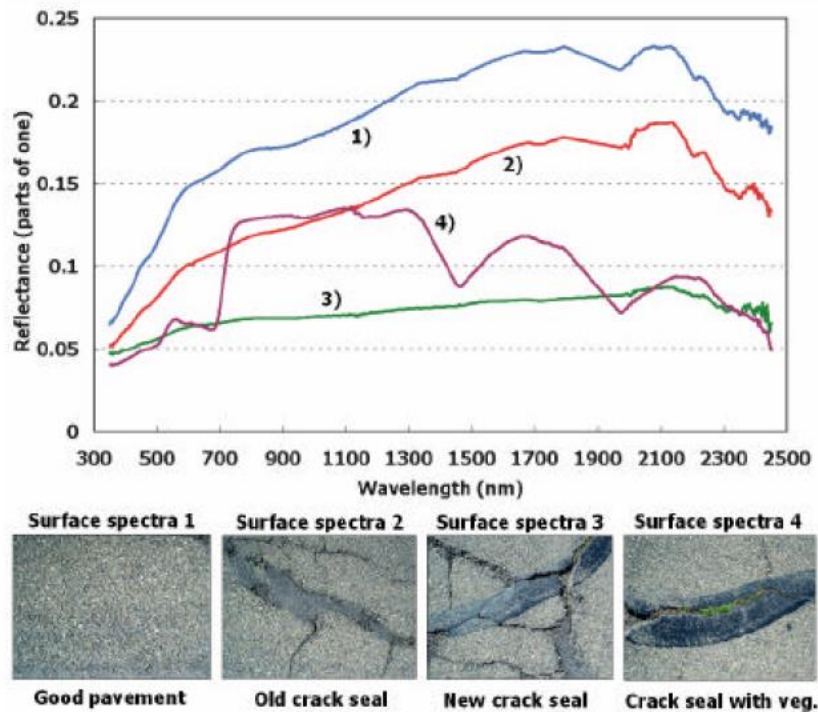 Reflectance (parts of one)
0.25
0.2
0.15
0.1
0.05
0
1)
2)
4)
3)
300 500 700 900 1100 1300 1500 1700 1900 2100 2300 2500
Wavelength (nm)
Surface spectra 1 Surface spectra 2 Surface spectra 3 Surface spectra 4
Good pavement Old crack seal New crack seal Crack seal with veg.